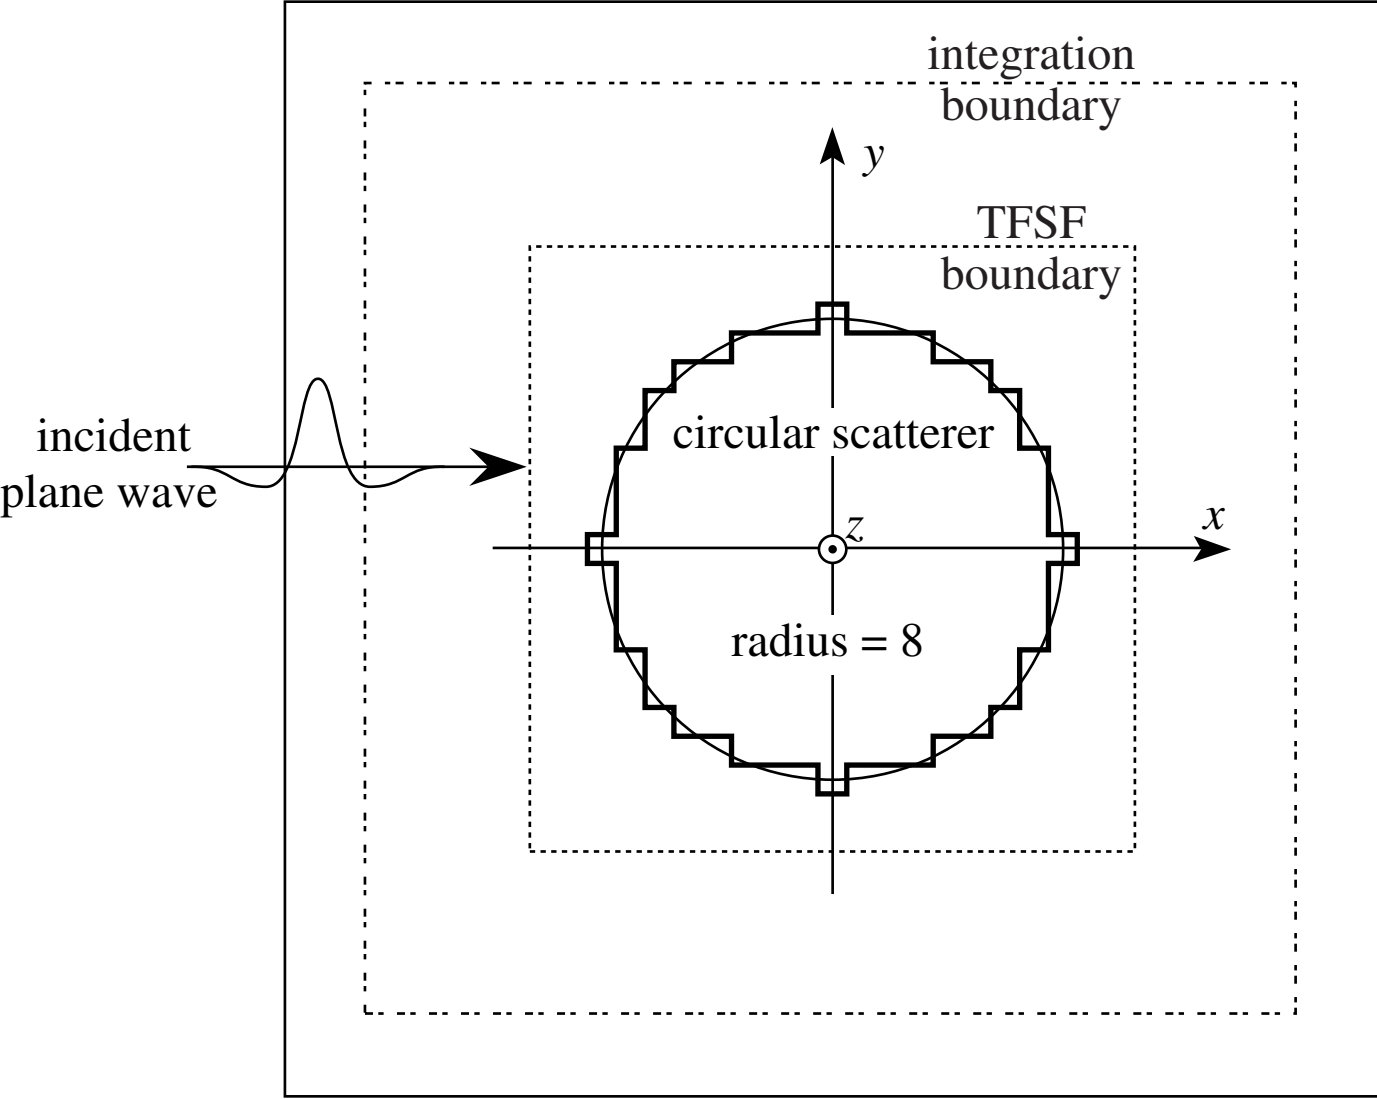 integration
boundary
y
TFSF
boundary
incident
plane wave
circular scatterer
z
x
radius = 8